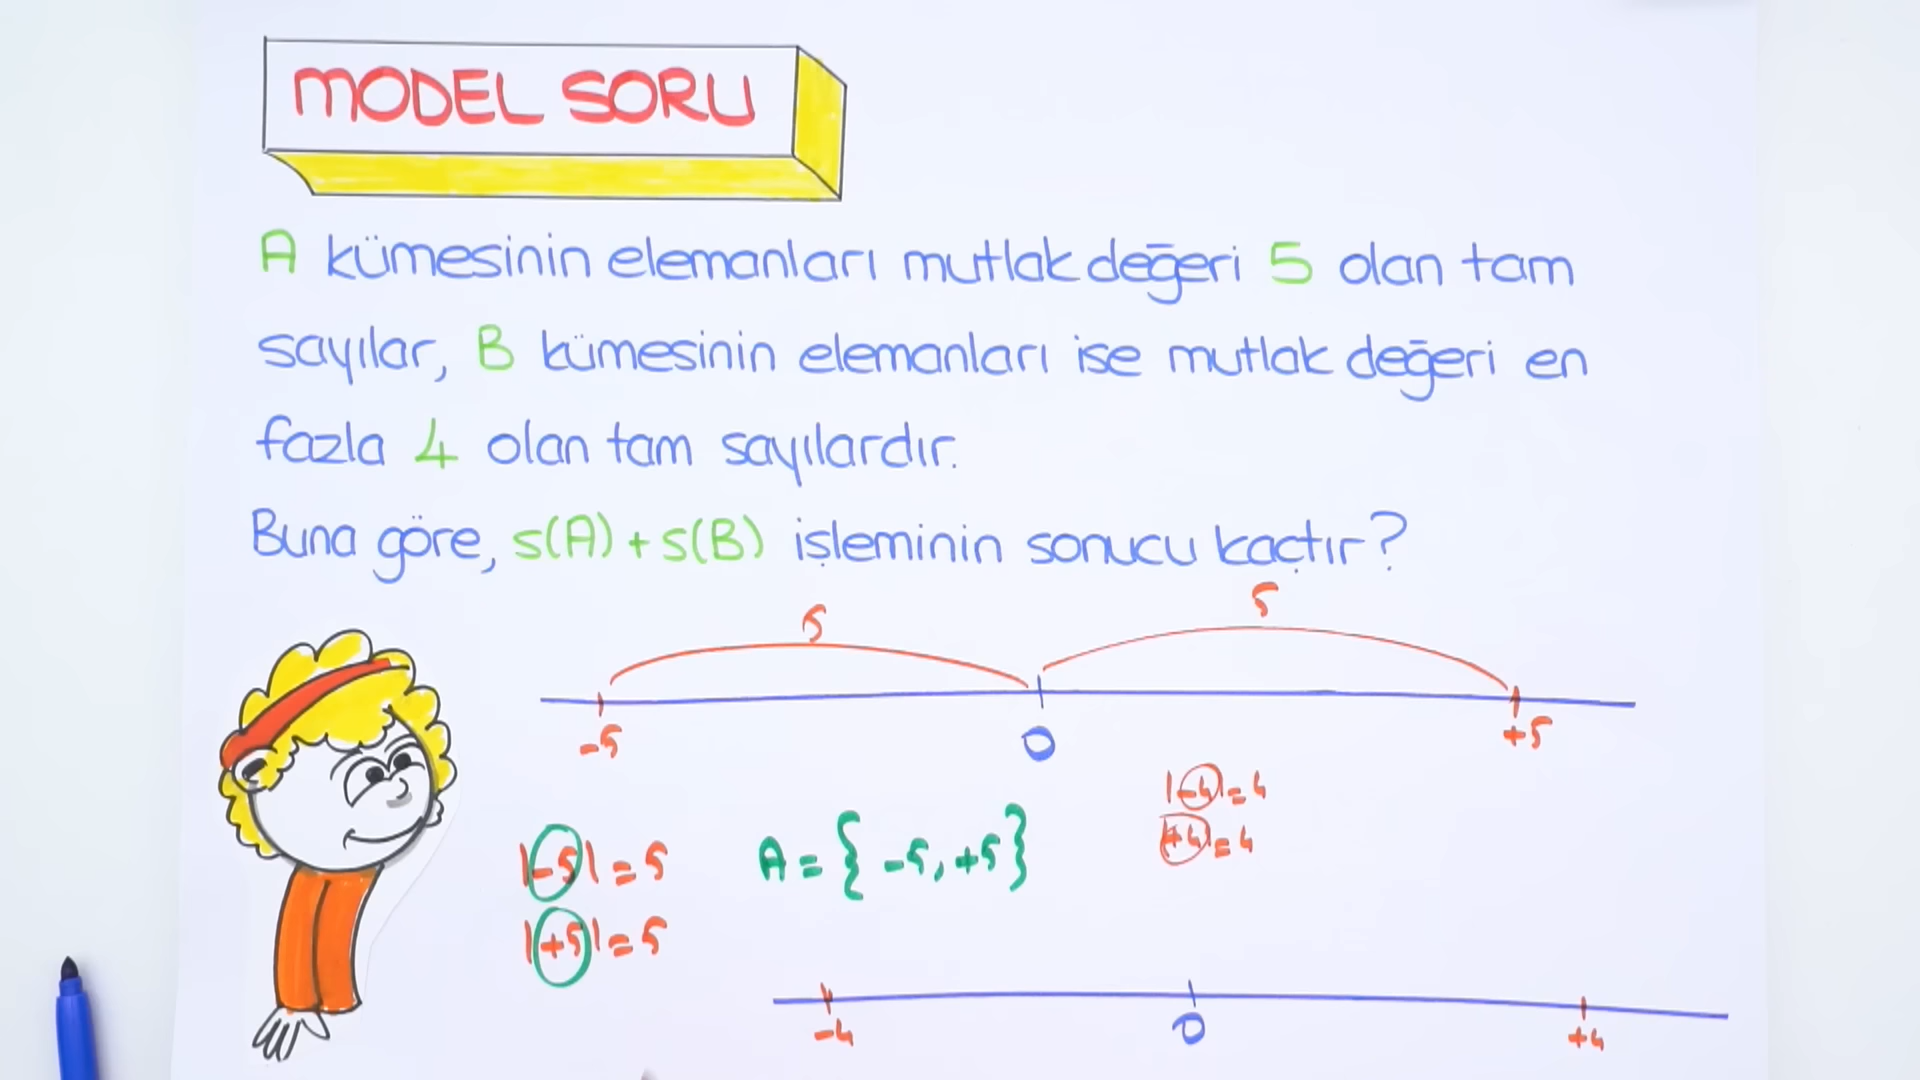 MODEL SORU
A kümesinin elemanları mutlak değeri 5 olan tam
sayılar, B kümesinin elemanları ise mutlak değeri en
fazla 4 olan tam sayılardır.
Buna göre, s(A) + s(B) işleminin sonucu kaçtır?
5 5
-5 0 +5
|-4| = 4
|+4| = 4
|-5| = 5
A = { -5, +5}
|+5| = 5
-4 0 +4